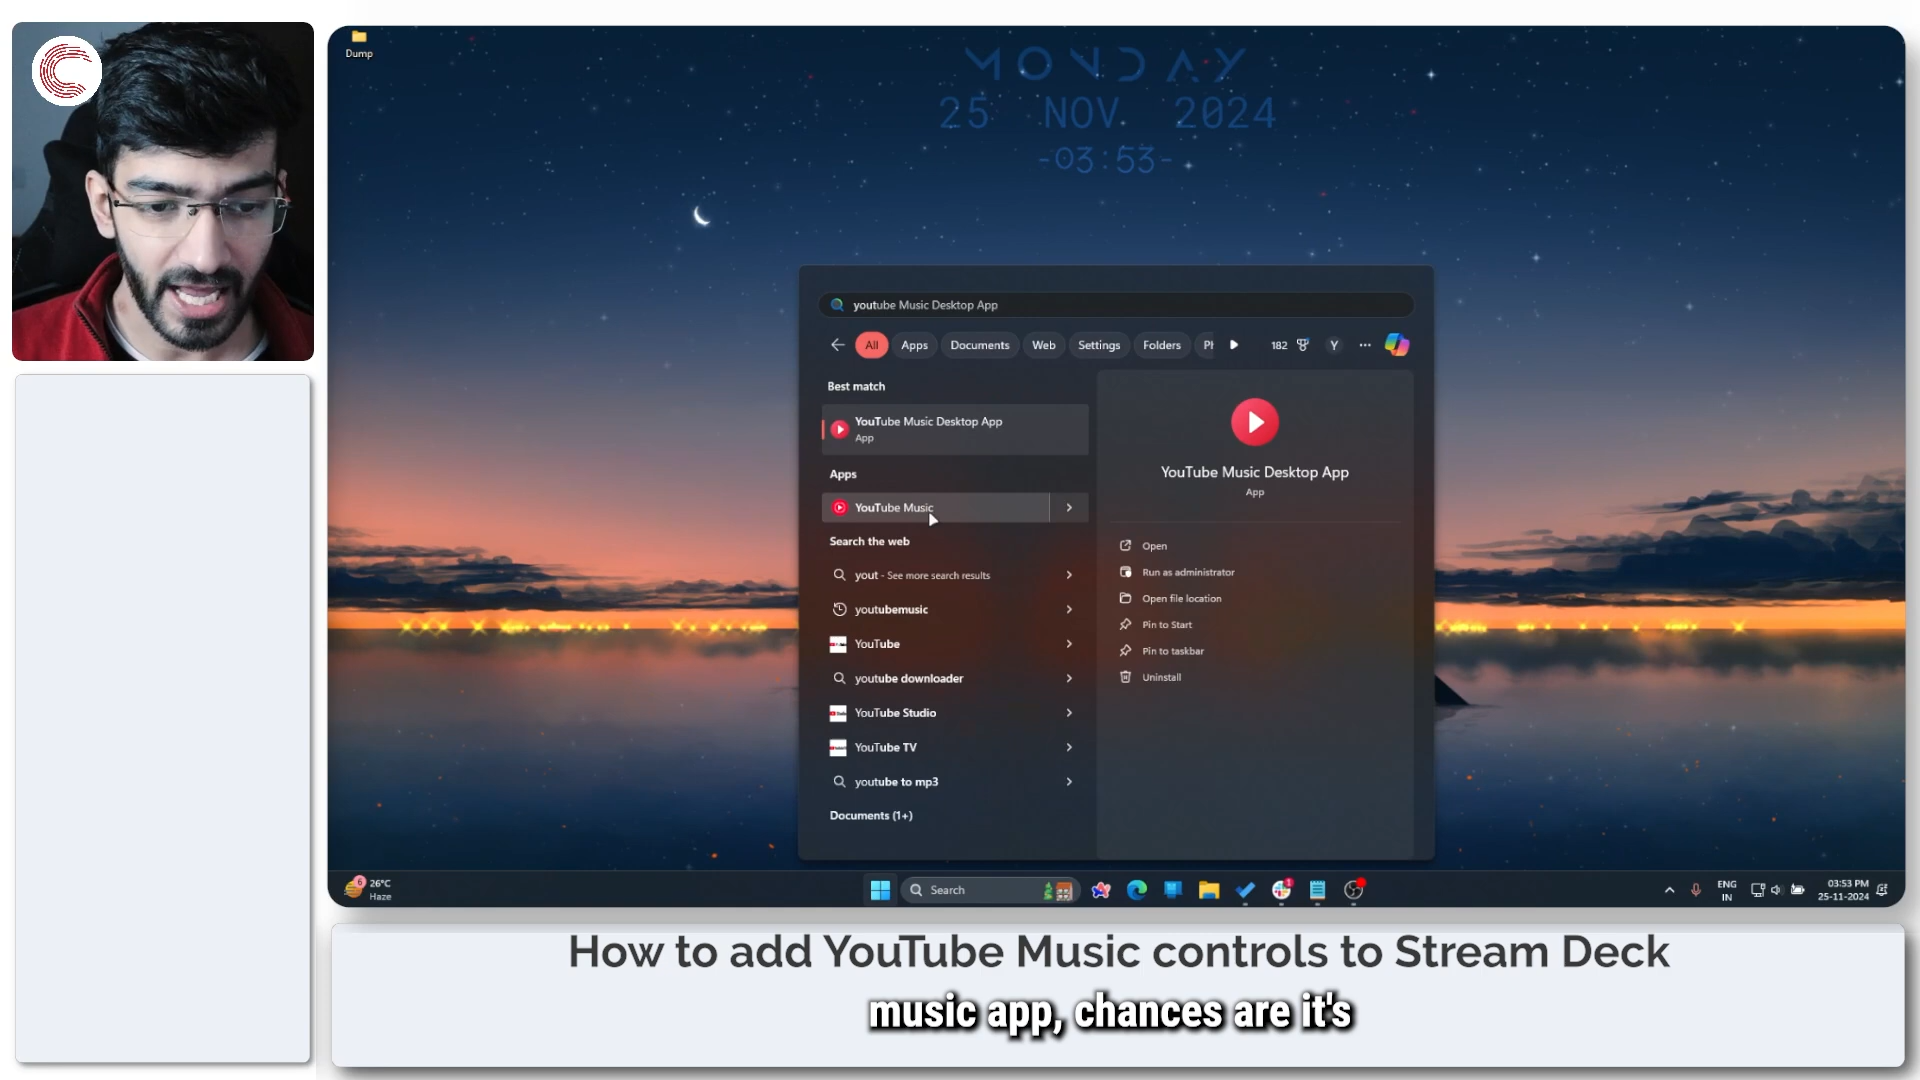 Dump
MONDAY
25 NOV 2024
-03:53-
youtube Music Desktop App
All
Apps
Documents
Web
Settings
Folders
182
Y
Best match
YouTube Music Desktop App
App
Apps
YouTube Music
Search the web
yout - See more search results
youtubemusic
YouTube
youtube downloader
YouTube Studio
YouTube TV
youtube to mp3
Documents (1+)
YouTube Music Desktop App
App
Open
Run as administrator
Open file location
Pin to Start
Pin to taskbar
Uninstall
6
26°C
Haze
Search
1
ENG
IN
03:53 PM
25-11-2024
How to add YouTube Music controls to Stream Deck
music app, chances are it's